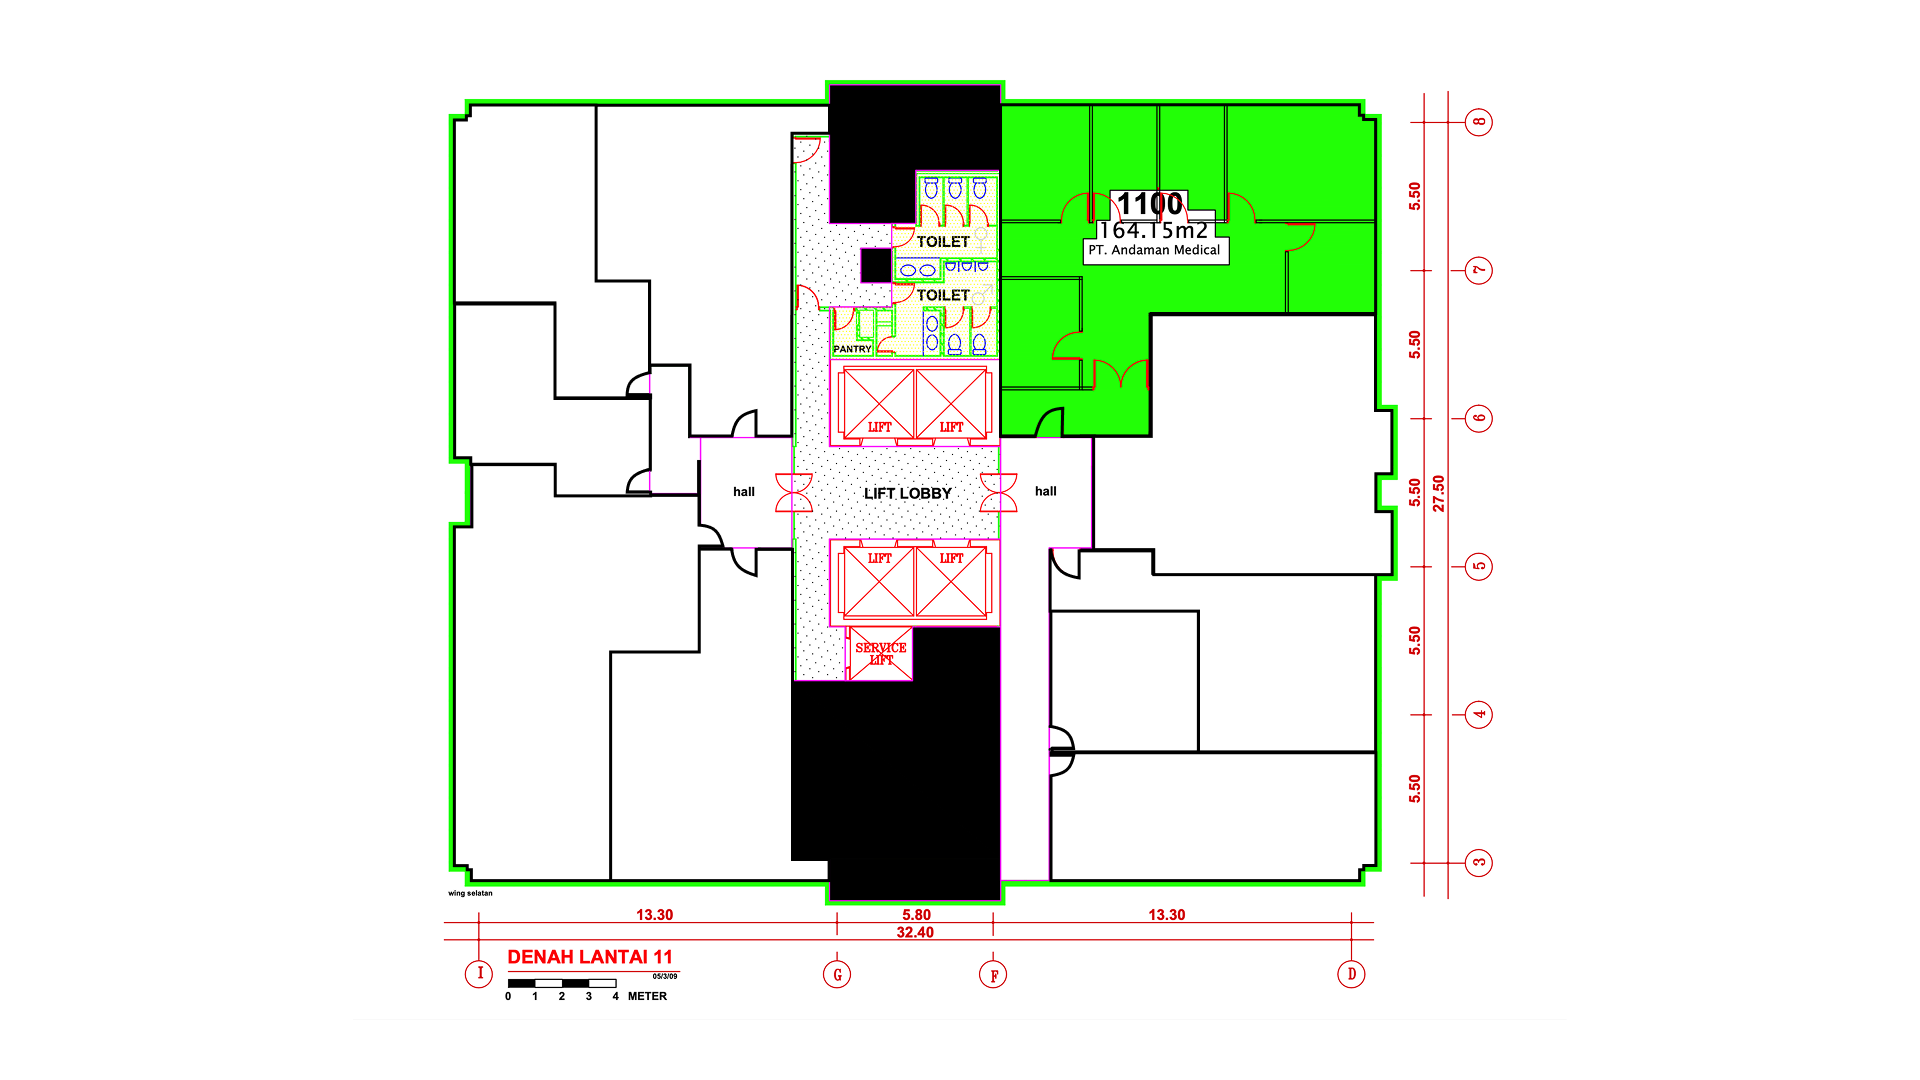 1100
164.15m2
PT. Andaman Medical
TOILET
TOILET
PANTRY
LIFT
LIFT
hall
LIFT LOBBY
hall
LIFT
LIFT
SERVICE
LIFT
8
7
6
5
4
3
5.50
5.50
5.50
5.50
5.50
27.50
wing selatan
13.30
5.80
13.30
32.40
I
G
F
D
DENAH LANTAI 11
05/3/09
0 1 2 3 4 METER